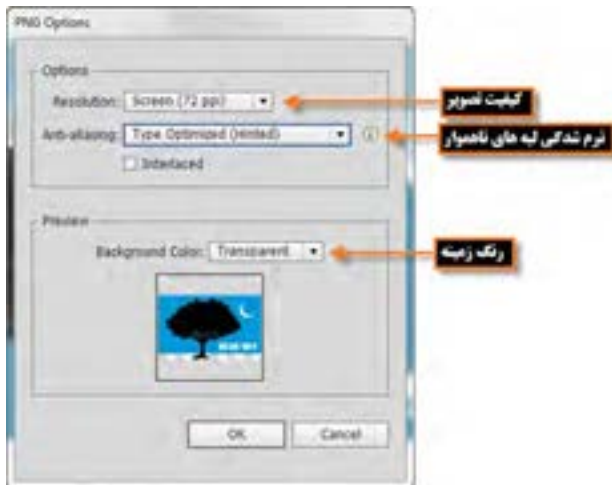 PNG Options
Options
Resolution: Screen (72 ppi)
کیفیت تصویر
Anti-aliasing: Type Optimized (Hinted)
نرم شدگی لبه های ناهموار
Interlaced
Preview
Background Color: Transparent
رنگ زمینه
OK
Cancel